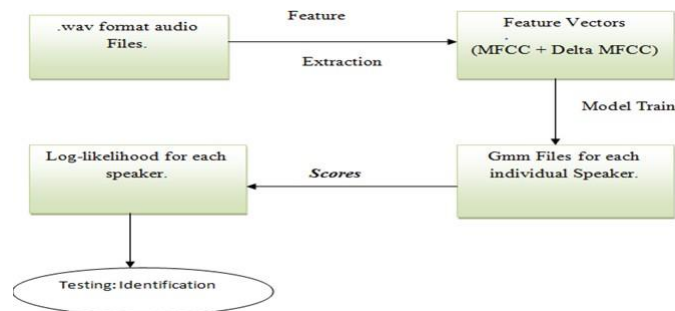 .wav format audio
Files.
Feature
Extraction
Feature Vectors
(MFCC + Delta MFCC)
Model Train
Gmm Files for each
individual Speaker.
Scores
Log-likelihood for each
speaker.
Testing: Identification